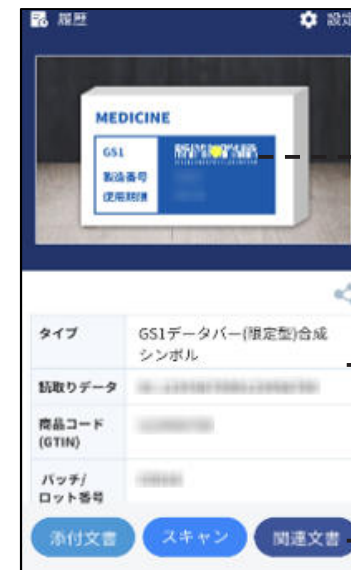 履歴
設定
MEDICINE
GS1
製造番号
使用期限
タイプ
GS1データバー(限定型)合成
シンボル
読取りデータ
商品コード
(GTIN)
バッチ/
ロット番号
添付文書
スキャン
関連文書